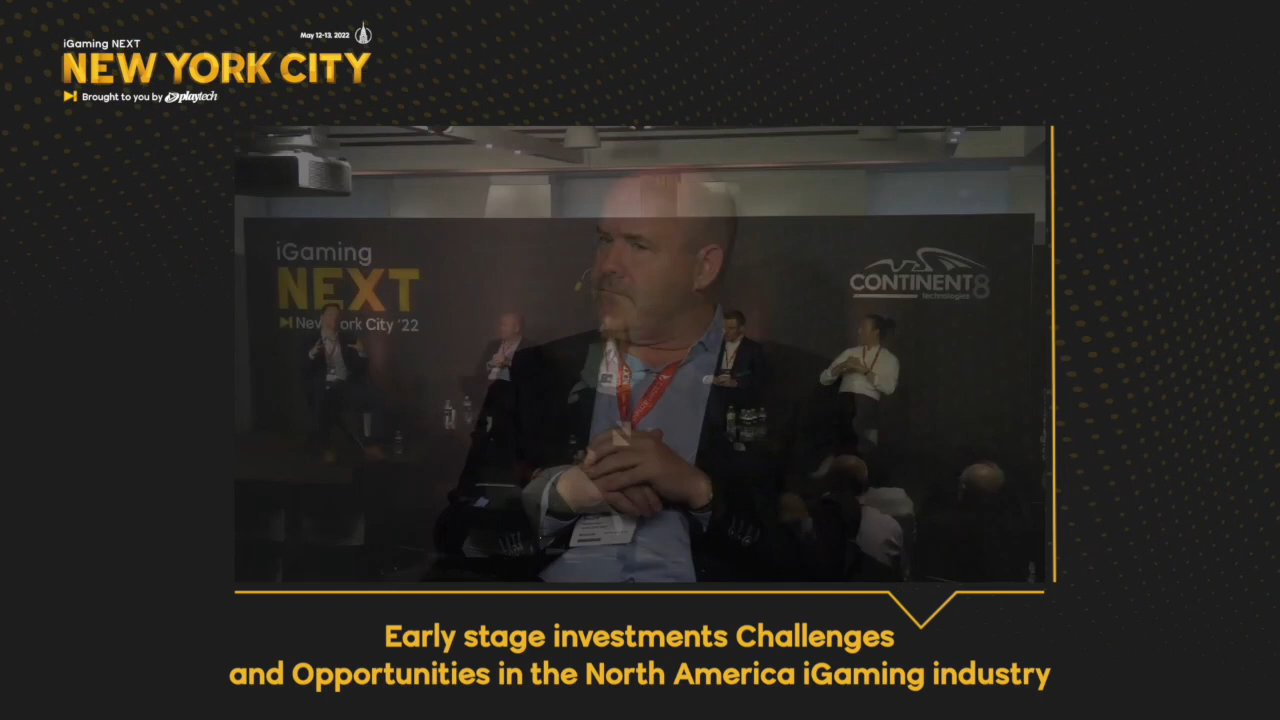 May 12-13, 2022
iGaming NEXT
NEW YORK CITY
Brought to you by playtech
iGaming
NEXT
New York City '22
CONTINENT8
technologies
Early stage investments Challenges
and Opportunities in the North America iGaming industry